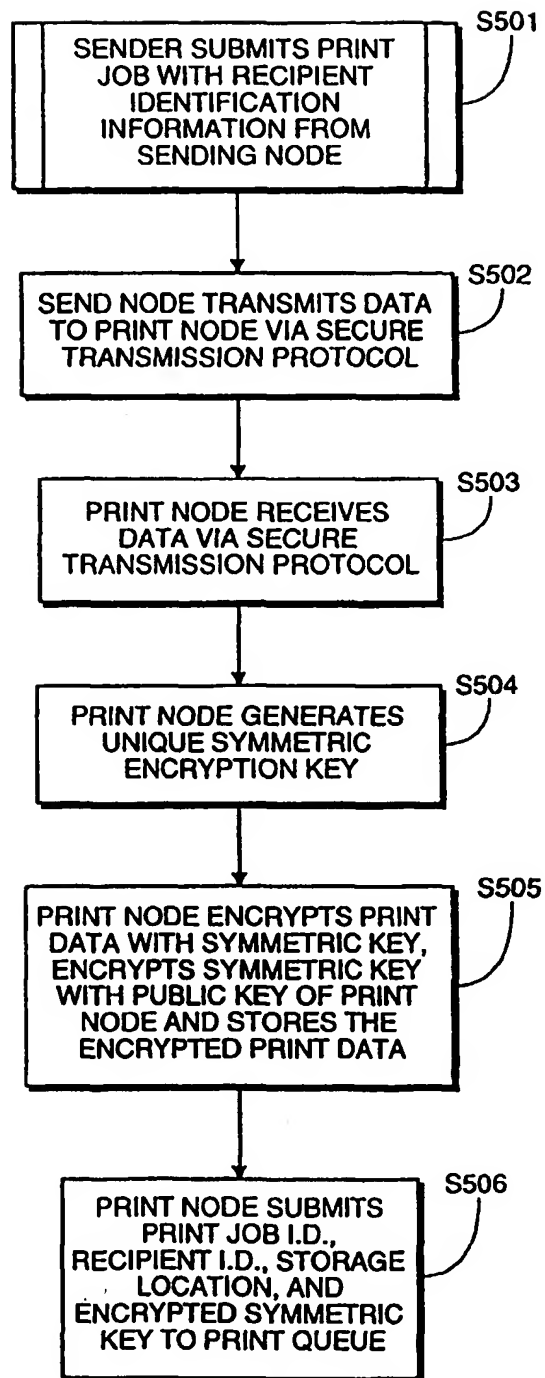 S501
SENDER SUBMITS PRINT
JOB WITH RECIPIENT
IDENTIFICATION
INFORMATION FROM
SENDING NODE
S502
SEND NODE TRANSMITS DATA
TO PRINT NODE VIA SECURE
TRANSMISSION PROTOCOL
S503
PRINT NODE RECEIVES
DATA VIA SECURE
TRANSMISSION PROTOCOL
S504
PRINT NODE GENERATES
UNIQUE SYMMETRIC
ENCRYPTION KEY
S505
PRINT NODE ENCRYPTS PRINT
DATA WITH SYMMETRIC KEY,
ENCRYPTS SYMMETRIC KEY
WITH PUBLIC KEY OF PRINT
NODE AND STORES THE
ENCRYPTED PRINT DATA
S506
PRINT NODE SUBMITS
PRINT JOB I.D.,
RECIPIENT I.D., STORAGE
LOCATION, AND
ENCRYPTED SYMMETRIC
KEY TO PRINT QUEUE